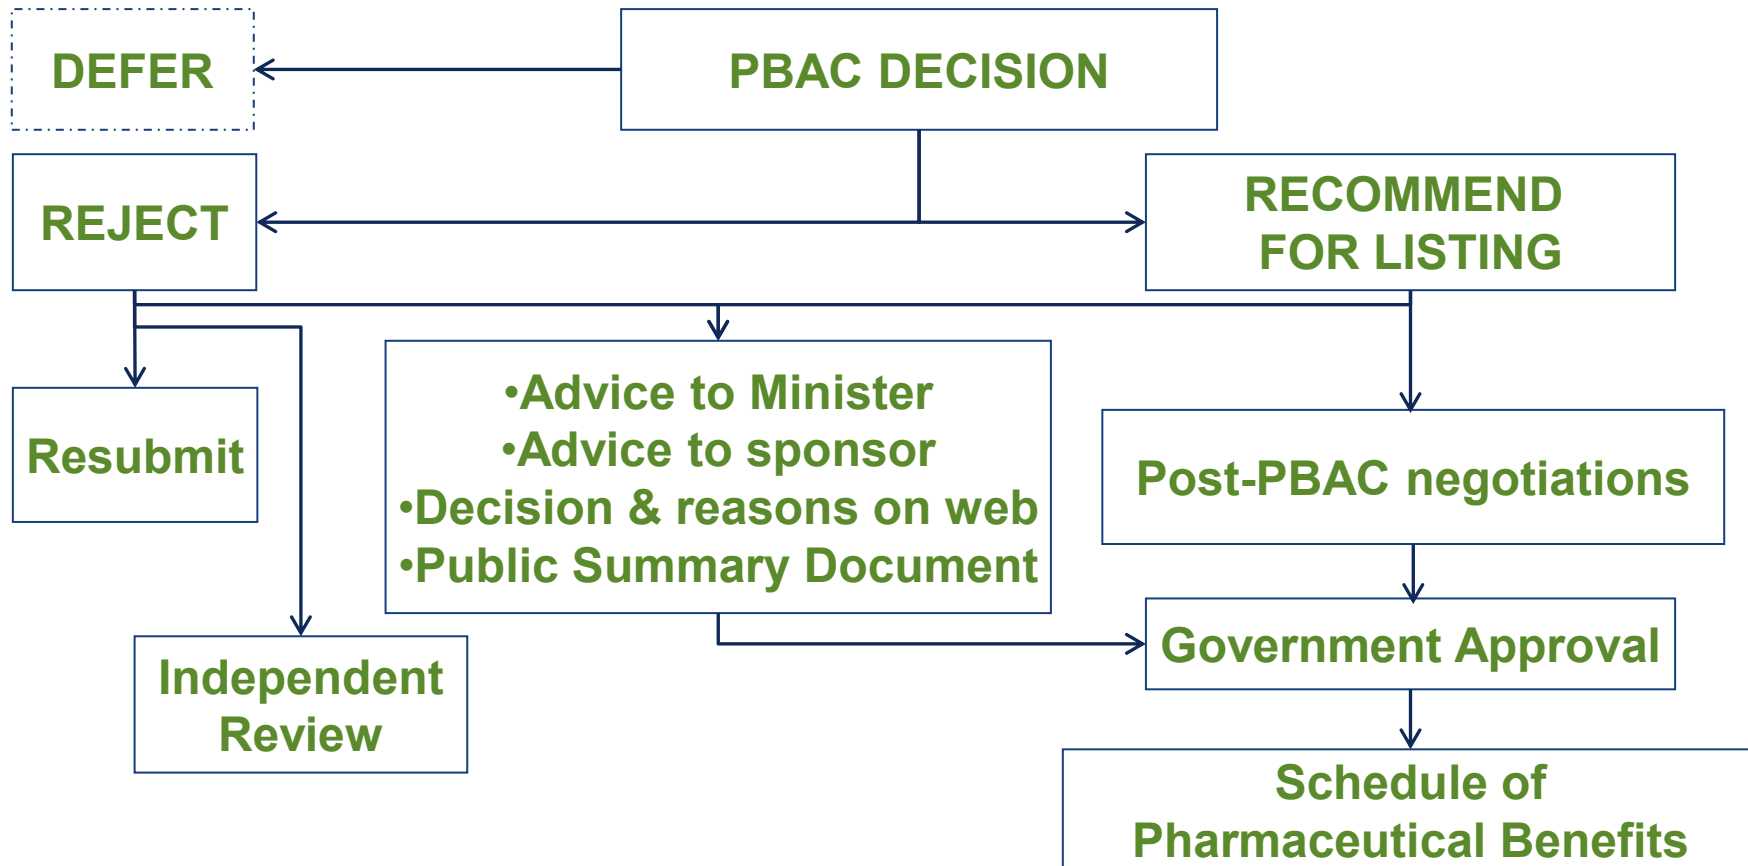 DEFER
PBAC DECISION
REJECT
RECOMMEND
FOR LISTING
Resubmit
•Advice to Minister
•Advice to sponsor
•Decision & reasons on web
•Public Summary Document
Post-PBAC negotiations
Independent
Review
Government Approval
Schedule of
Pharmaceutical Benefits